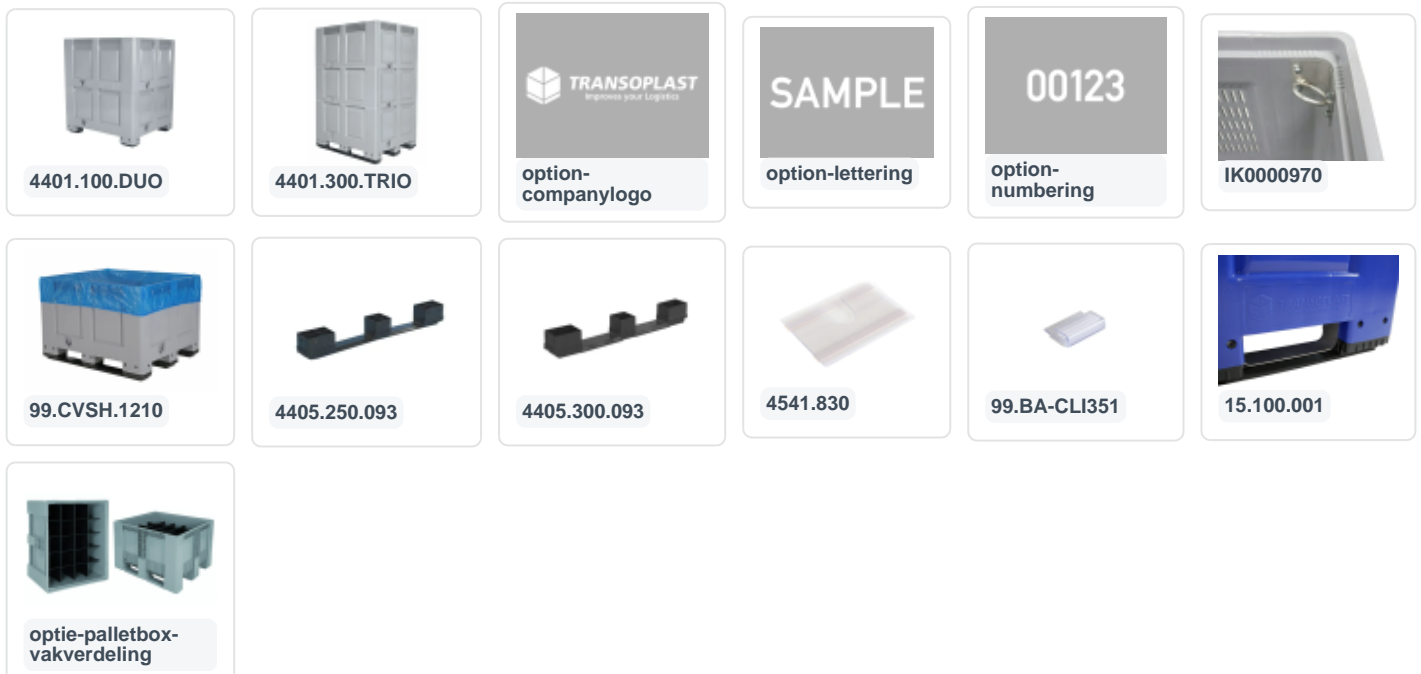 TRANSOPLAST
Improves your Logistics
SAMPLE
00123
4401.100.DUO
4401.300.TRIO
option-
companylogo
option-lettering
option-
numbering
IK0000970
TRANSOPLAST
99.CVSH.1210
4405.250.093
4405.300.093
4541.830
99.BA-CLI351
15.100.001
optie-palletbox-
vakverdeling